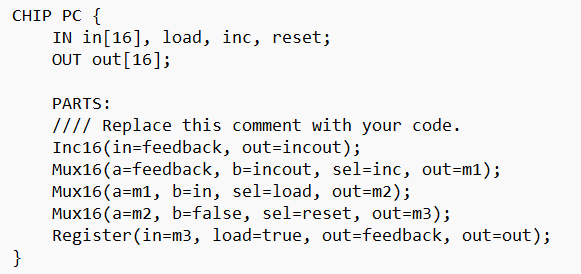 CHIP PC {
    IN in[16], load, inc, reset;
    OUT out[16];

    PARTS:
    //// Replace this comment with your code.
    Inc16(in=feedback, out=incout);
    Mux16(a=feedback, b=incout, sel=inc, out=m1);
    Mux16(a=m1, b=in, sel=load, out=m2);
    Mux16(a=m2, b=false, sel=reset, out=m3);
    Register(in=m3, load=true, out=feedback, out=out);
}